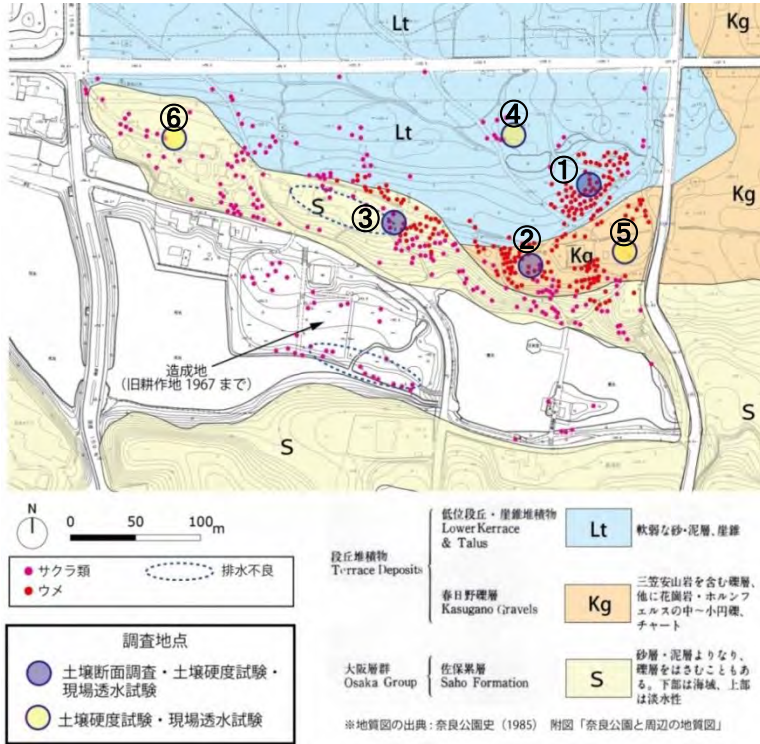 Lt
Kg
⑥
④
Lt
①
Kg
S
③
②
Kg
⑤
造成地
(旧耕作地 1967 まで)
S
S
N
0 50 100m
サクラ類
排水不良
ウメ
調査地点
土壌断面調査・土壌硬度試験・
現場透水試験
土壌硬度試験・現場透水試験
段丘堆積物
Terrace Deposits
低位段丘・崖錐堆積物
Lower Kerrace
& Talus
Lt
軟弱な砂・泥層、崖錐
春日野礫層
Kasugano Gravels
Kg
三笠安山岩を含む礫層、
他に花崗岩・ホルンフ
ェルスの中〜小円礫、
チャート
大阪層群
Osaka Group
佐保累層
Saho Formation
S
砂層・泥層よりなり、
礫層をはさむこともあ
る。下部は海域、上部
は淡水性
※地質図の出典:奈良公園史(1985) 附図「奈良公園と周辺の地質図」